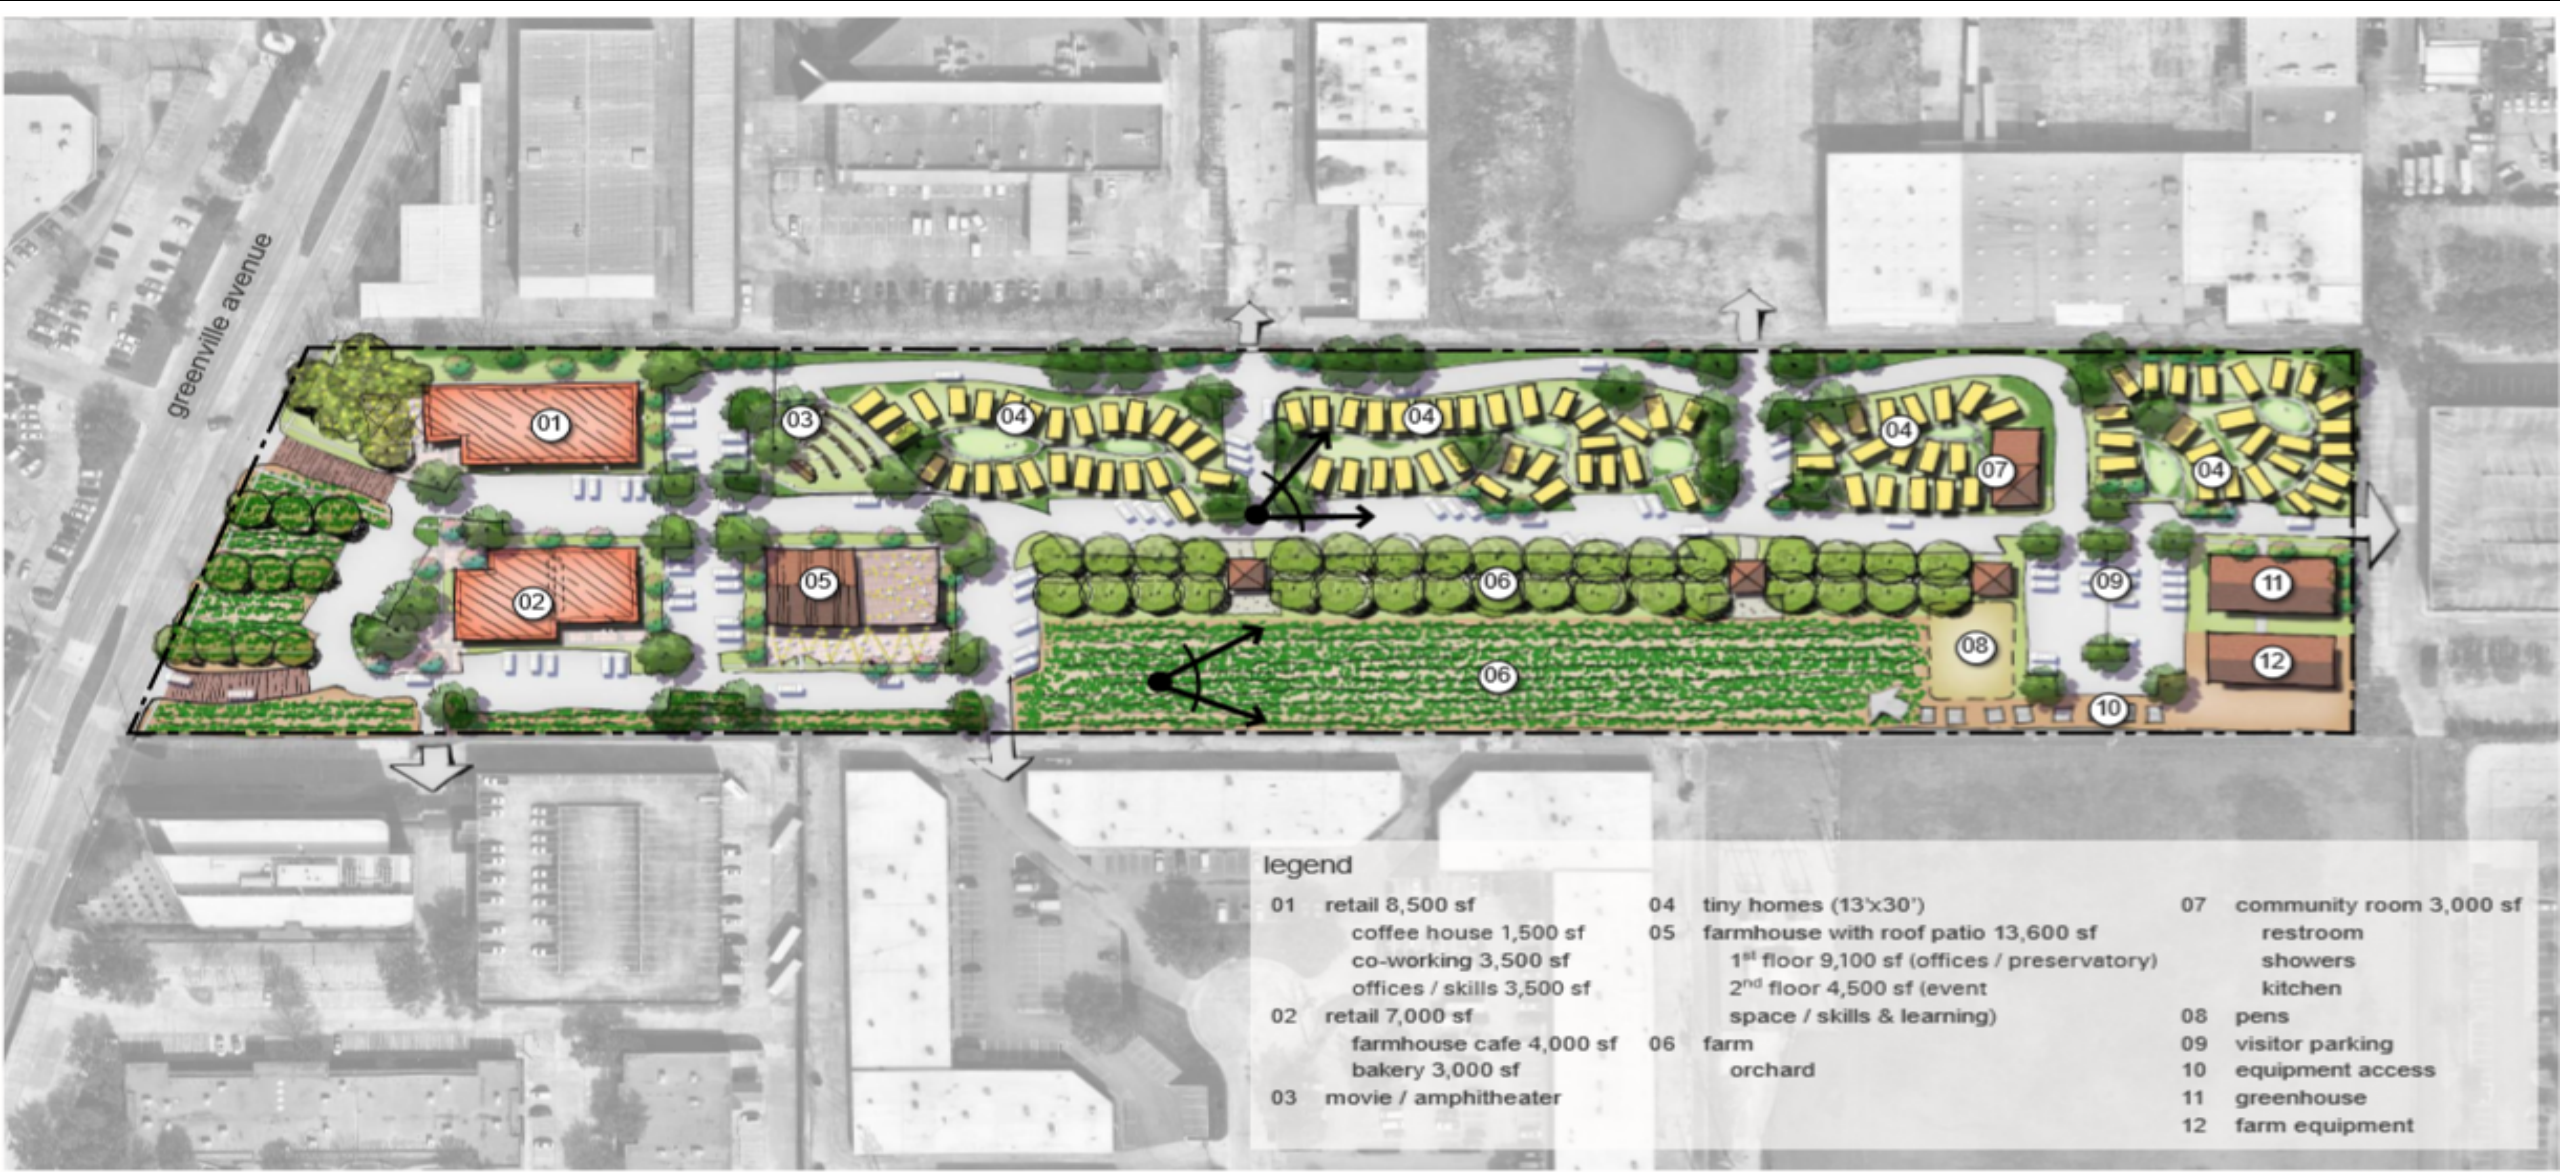 greenville avenue
01
03
04
04
04
07
04
02
05
06
09
11
06
08
12
10
legend
01 retail 8,500 sf
coffee house 1,500 sf
co-working 3,500 sf
offices / skills 3,500 sf
02 retail 7,000 sf
farmhouse cafe 4,000 sf
bakery 3,000 sf
03 movie / amphitheater
04 tiny homes (13'x30')
05 farmhouse with roof patio 13,600 sf
1st floor 9,100 sf (offices / preservatory)
2nd floor 4,500 sf (event
space / skills & learning)
06 farm
orchard
07 community room 3,000 sf
restroom
showers
kitchen
08 pens
09 visitor parking
10 equipment access
11 greenhouse
12 farm equipment